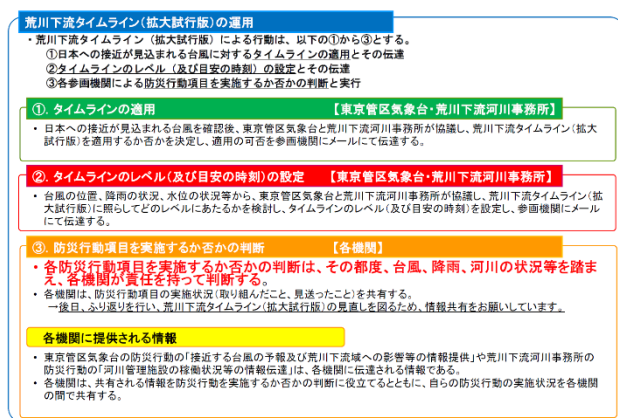 荒川下流タイムライン(拡大試行版)の運用
・荒川下流タイムライン（拡大試行版）による行動は、以下の①から③とする。
①日本への接近が見込まれる台風に対するタイムラインの適用とその伝達
②タイムラインのレベル（及び目安の時刻）の設定とその伝達
③各参画機関による防災行動項目を実施するか否かの判断と実行
①．タイムラインの適用 【東京管区気象台・荒川下流河川事務所】
• 日本への接近が見込まれる台風を確認後、東京管区気象台と荒川下流河川事務所が協議し、荒川下流タイムライン(拡大
試行版)を適用するか否かを決定し、適用の可否を参画機関にメールにて伝達する。
②．タイムラインのレベル(及び目安の時刻)の設定 【東京管区気象台・荒川下流河川事務所】
• 台風の位置、降雨の状況、水位の状況等から、東京管区気象台と荒川下流河川事務所が協議し、荒川下流タイムライン(拡
大試行版)に照らしてどのレベルにあたるかを検討し、タイムラインのレベル(及び目安の時刻)を設定し、参画機関にメール
にて伝達する。
③．防災行動項目を実施するか否かの判断 【各機関】
• 各防災行動項目を実施するか否かの判断は、その都度、台風、降雨、河川の状況等を踏ま
え、各機関が責任を持って判断する。
• 各機関は、防災行動項目の実施状況(取り組んだこと、見送ったこと)を共有する。
→後日、ふり返りを行い、荒川下流タイムライン(拡大試行版)の見直しを図るため、情報共有をお願いしています。
各機関に提供される情報
• 東京管区気象台の防災行動の「接近する台風の予報及び荒川下流域への影響等の情報提供」や荒川下流河川事務所の
防災行動の「河川管理施設の稼働状況等の情報伝達」は、各機関に伝達される情報である。
• 各機関は、共有される情報を防災行動を実施するか否かの判断に役立てるとともに、自らの防災行動の実施状況を各機関
の間で共有する。